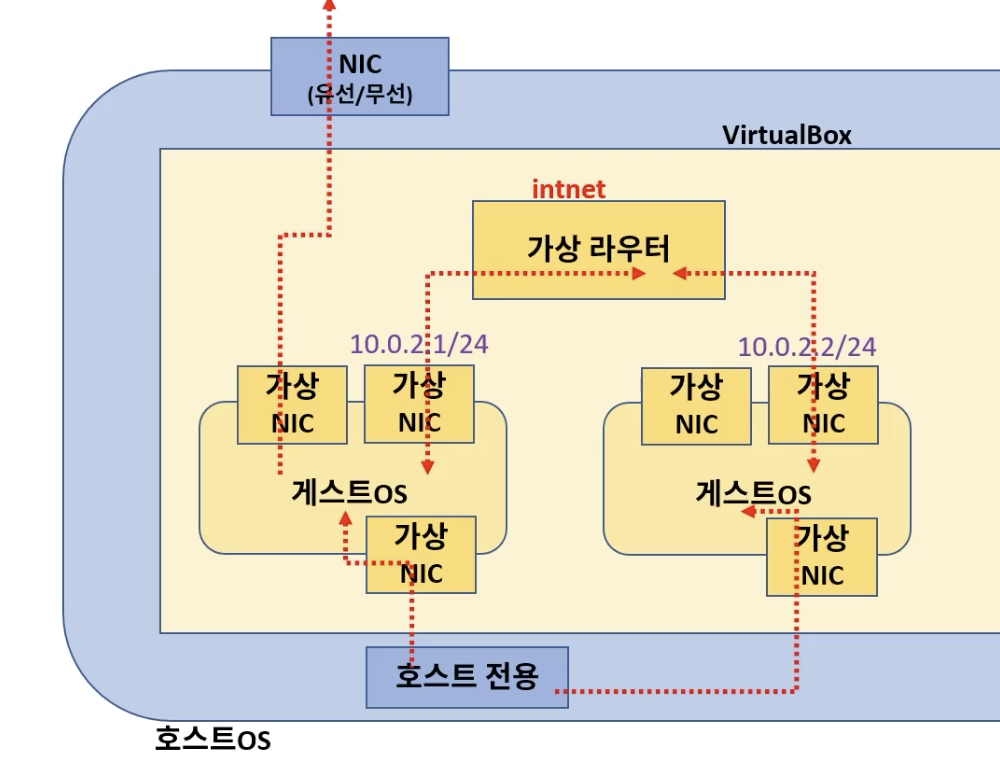 NIC
(유선/무선)
VirtualBox
intnet
가상 라우터
10.0.2.1/24
10.0.2.2/24
가상
NIC
가상
NIC
가상
NIC
가상
NIC
게스트OS
게스트OS
가상
NIC
가상
NIC
호스트 전용
호스트OS